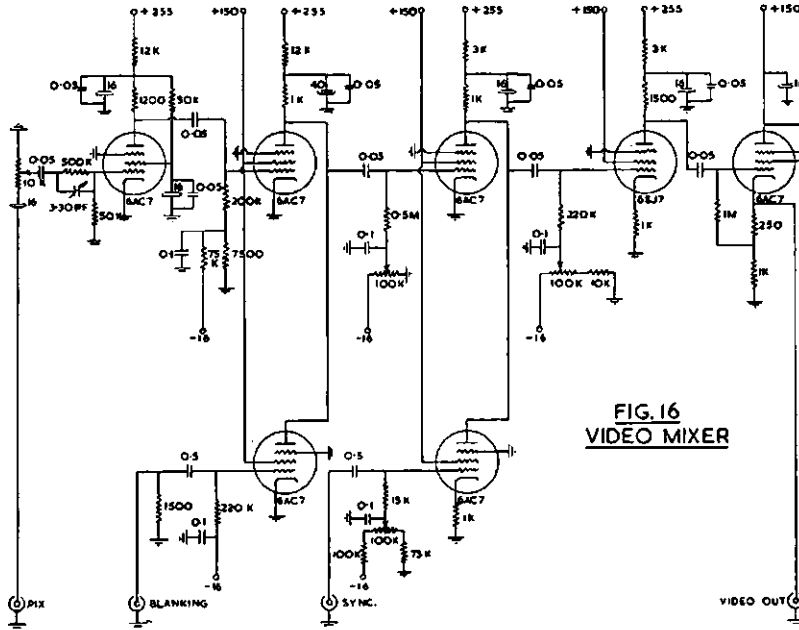 +255 +150 +255 +150 +255 +150 +255 +255
12K 12K 3K 3K
0.05 16 1200 50K 0.05 1K 40 0.05 1K 16 0.05 1500 16 0.05
0.05 500K 10K 16
3-30PF 50K 6AC7 16 0.05 200K 6AC7 0.05 6AC7 0.05 6SJ7 0.05 6AC7
0.1 75K 7500 0.1 0.5M 100K 0.1 220K 100K 10K 1K 1M 250 1K
-16 -16 -16
FIG. 16
VIDEO MIXER
0.5 0.5
1500 220K 6AC7 15K 6AC7
0.1 0.1 100K 1K
100K 75K
-16 -16
PIX BLANKING SYNC. VIDEO OUT